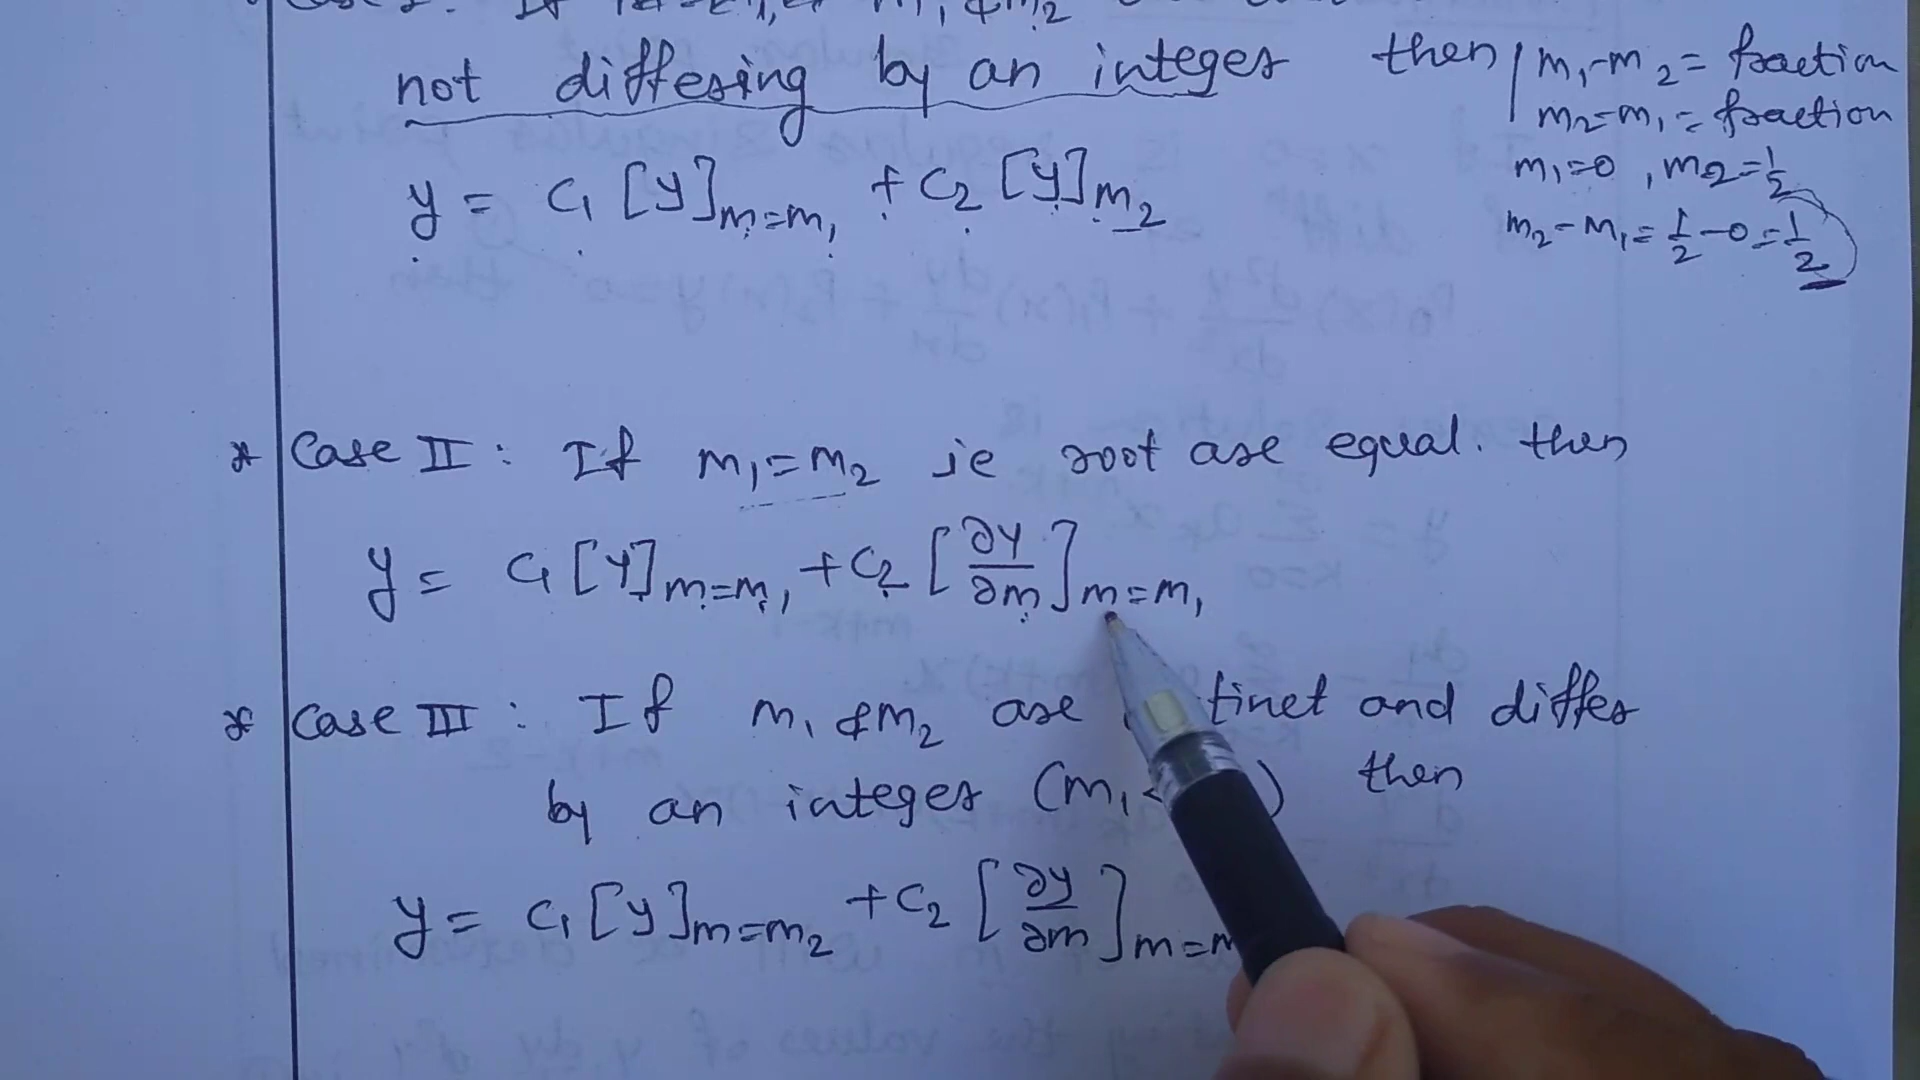 not differing by an integer then
m₁-m₂ = fraction
m₂-m₁ = fraction
m₁=0, m₂=1/2
m₂-m₁ = 1/2 - 0 = 1/2
y = C₁ [y]m=m₁ + C₂ [y]m₂
* Case II : If m₁=m₂ ie root are equal. then
y = C₁ [y]m=m₁ + C₂ [∂y/∂m]m=m₁
* Case III : If m₁ & m₂ are and differ
by an integer (m₁< ) then
y = C₁ [y]m=m₂ + C₂ [∂y/∂m]m=